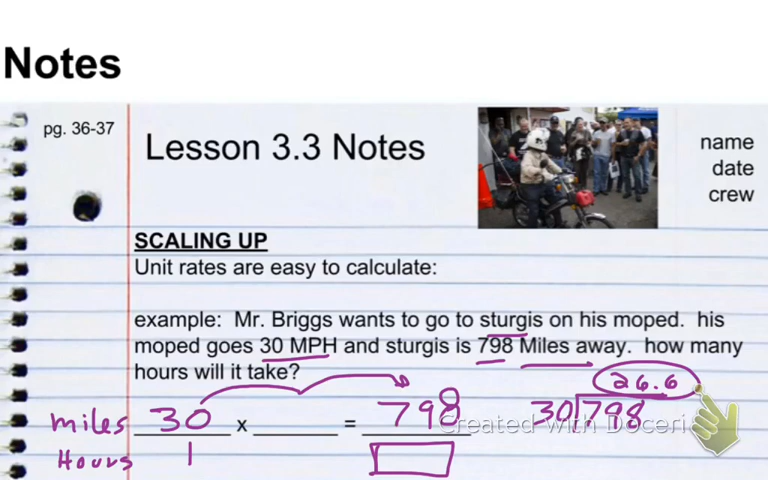 Notes
pg. 36-37
Lesson 3.3 Notes
name
date
crew
SCALING UP
Unit rates are easy to calculate:
example: Mr. Briggs wants to go to sturgis on his moped. his
moped goes 30 MPH and sturgis is 798 Miles away. how many
hours will it take?
26.6
miles 30 x = 798 30 798
Created with Doceri
Hours 1